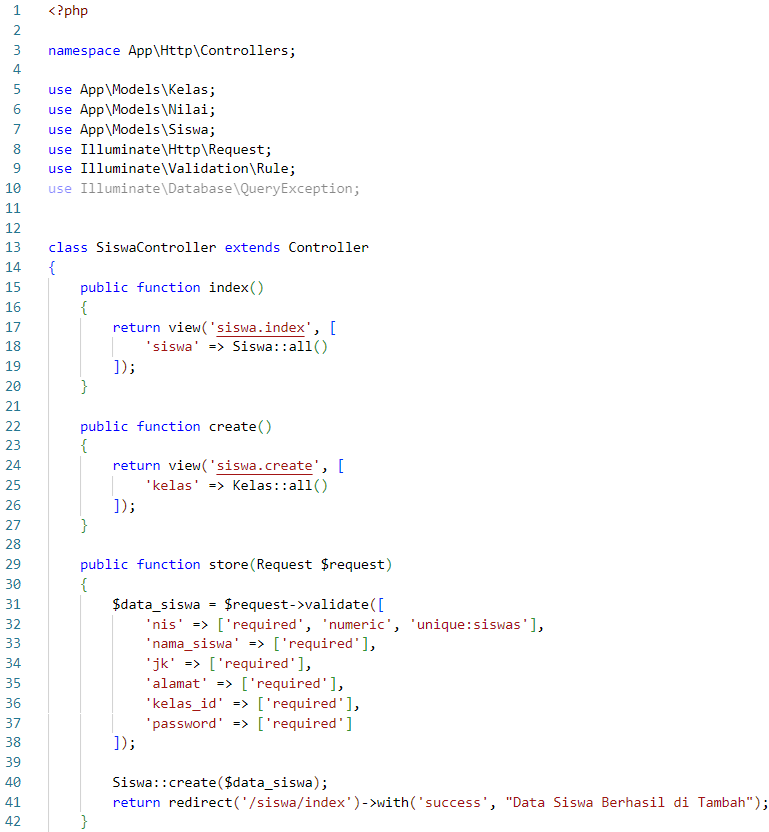 1 <?php
2
3 namespace App\Http\Controllers;
4
5 use App\Models\Kelas;
6 use App\Models\Nilai;
7 use App\Models\Siswa;
8 use Illuminate\Http\Request;
9 use Illuminate\Validation\Rule;
10 use Illuminate\Database\QueryException;
11
12
13 class SiswaController extends Controller
14 {
15     public function index()
16     {
17         return view('siswa.index', [
18             'siswa' => Siswa::all()
19         ]);
20     }
21
22     public function create()
23     {
24         return view('siswa.create', [
25             'kelas' => Kelas::all()
26         ]);
27     }
28
29     public function store(Request $request)
30     {
31         $data_siswa = $request->validate([
32             'nis' => ['required', 'numeric', 'unique:siswas'],
33             'nama_siswa' => ['required'],
34             'jk' => ['required'],
35             'alamat' => ['required'],
36             'kelas_id' => ['required'],
37             'password' => ['required']
38         ]);
39
40         Siswa::create($data_siswa);
41         return redirect('/siswa/index')->with('success', "Data Siswa Berhasil di Tambah");
42     }